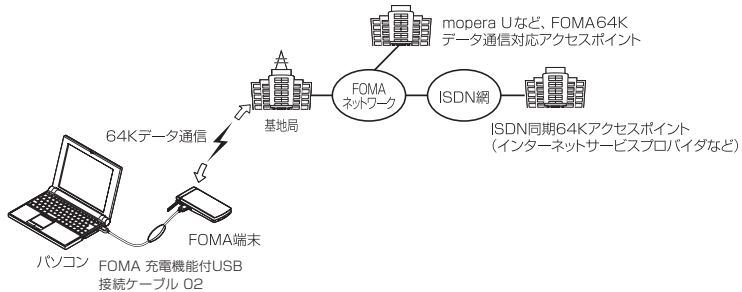 mopera Uなど、FOMA64K
データ通信対応アクセスポイント
FOMA
ネットワーク
ISDN網
基地局
64Kデータ通信
ISDN同期64Kアクセスポイント
(インターネットサービスプロバイダなど)
FOMA端末
パソコン
FOMA 充電機能付USB
接続ケーブル 02